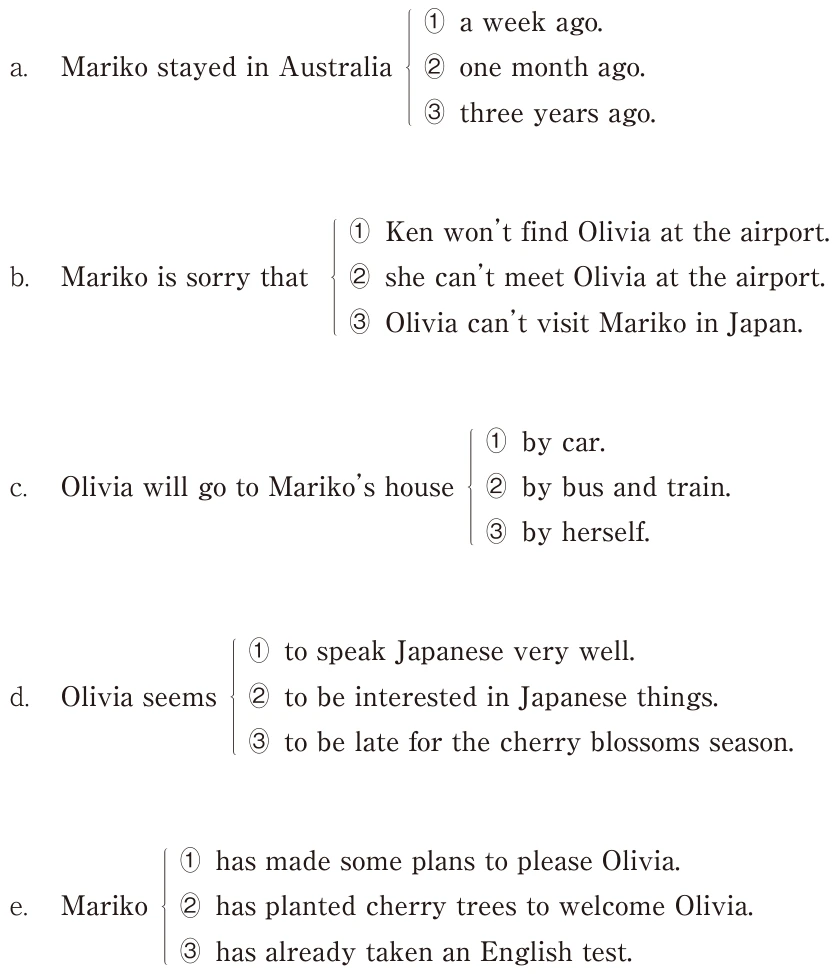 ① a week ago.
a. Mariko stayed in Australia ② one month ago.
③ three years ago.
① Ken won't find Olivia at the airport.
b. Mariko is sorry that ② she can't meet Olivia at the airport.
③ Olivia can't visit Mariko in Japan.
① by car.
c. Olivia will go to Mariko's house ② by bus and train.
③ by herself.
① to speak Japanese very well.
d. Olivia seems ② to be interested in Japanese things.
③ to be late for the cherry blossoms season.
① has made some plans to please Olivia.
e. Mariko ② has planted cherry trees to welcome Olivia.
③ has already taken an English test.